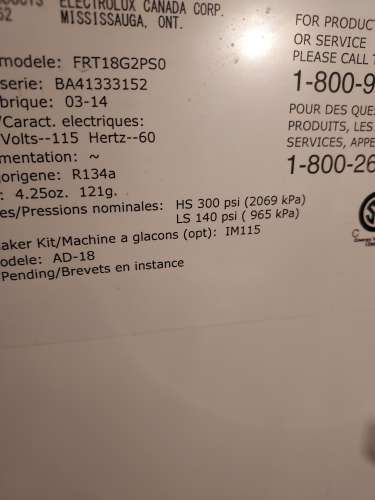 ELECTROLUX CANADA CORP.
MISSISSAUGA, ONT.
modele: FRT18G2PS0
serie: BA41333152
brique: 03-14
/Caract. electriques:
Volts--115 Hertz--60
mentation: ~
origene: R134a
: 4.25oz. 121g.
es/Pressions nominales: HS 300 psi (2069 kPa)
LS 140 psi ( 965 kPa)
aker Kit/Machine a glacons (opt): IM115
odele: AD-18
Pending/Brevets en instance
FOR PRODUC
OR SERVICE
PLEASE CALL T
1-800-9
POUR DES QUE
PRODUITS, LES
SERVICES, APPE
1-800-26
C